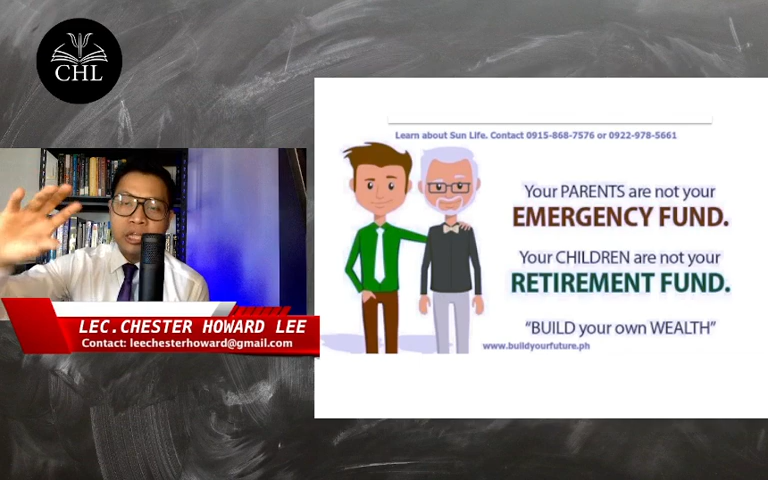 CHL
LEC.CHESTER HOWARD LEE
Contact: leechesterhoward@gmail.com
Learn about Sun Life. Contact 0915-868-7576 or 0922-978-5661
Your PARENTS are not your
EMERGENCY FUND.
Your CHILDREN are not your
RETIREMENT FUND.
“BUILD your own WEALTH”
www.buildyourfuture.ph